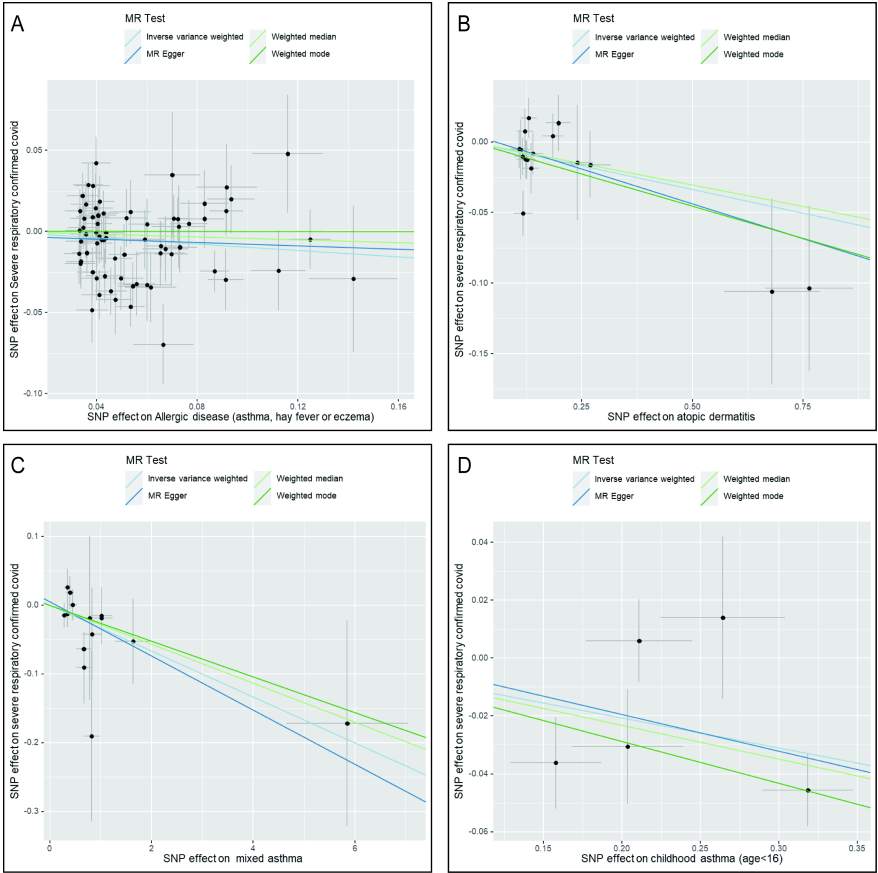 A
MR Test
Inverse variance weighted
Weighted median
MR Egger
Weighted mode
SNP effect on Severe respiratory confirmed covid
0.05
0.00
-0.05
-0.10
0.04
0.08
0.12
0.16
SNP effect on Allergic disease (asthma, hay fever or eczema)
B
MR Test
Inverse variance weighted
Weighted median
MR Egger
Weighted mode
SNP effect on Severe respiratory confirmed covid
0.00
-0.05
-0.10
-0.15
0.25
0.50
0.75
SNP effect on atopic dermatitis
C
MR Test
Inverse variance weighted
Weighted median
MR Egger
Weighted mode
SNP effect on severe respiratory confirmed covid
0.1
0.0
-0.1
-0.2
-0.3
0
2
4
6
SNP effect on mixed asthma
D
MR Test
Inverse variance weighted
Weighted median
MR Egger
Weighted mode
SNP effect on severe respiratory confirmed covid
0.04
0.02
0.00
-0.02
-0.04
-0.06
0.15
0.20
0.25
0.30
0.35
SNP effect on childhood asthma (age<16)